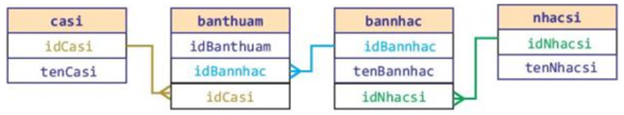 casi
idCasi
tenCasi
banthuam
idBanthuam
idBannhac
idCasi
bannhac
idBannhac
tenBannhac
idNhacsi
nhacsi
idNhacsi
tenNhacsi